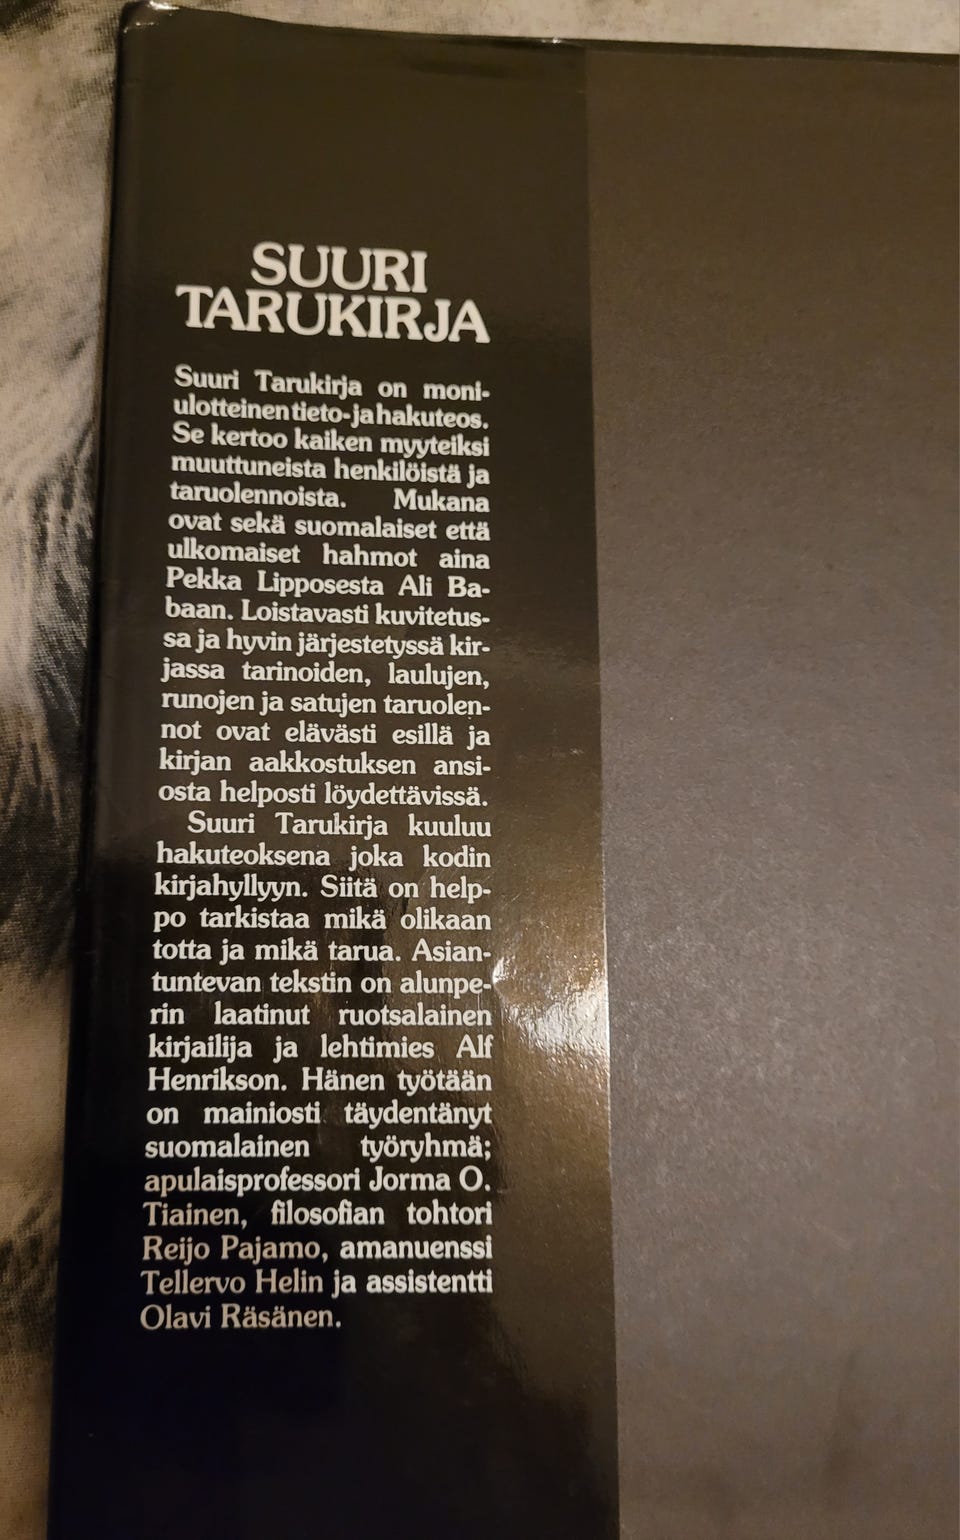 SUURI
TARUKIRJA
Suuri Tarukirja on moni-
ulotteinen tieto- ja hakuteos.
Se kertoo kaiken myyteiksi
muuttuneista henkilöistä ja
taruolennoista. Mukana
ovat sekä suomalaiset että
ulkomaiset hahmot aina
Pekka Lipposesta Ali Ba-
baan. Loistavasti kuvitetus-
sa ja hyvin järjestetyssä kir-
jassa tarinoiden, laulujen,
runojen ja satujen taruolen-
not ovat elävästi esillä ja
kirjan aakkostuksen ansi-
osta helposti löydettävissä.
Suuri Tarukirja kuuluu
hakuteoksena joka kodin
kirjahyllyyn. Siitä on help-
po tarkistaa mikä olikaan
totta ja mikä tarua. Asian-
tuntevan tekstin on alunpe-
rin laatinut ruotsalainen
kirjailija ja lehtimies Alf
Henrikson. Hänen työtään
on mainiosti täydentänyt
suomalainen työryhmä;
apulaisprofessori Jorma O.
Tiainen, filosofian tohtori
Reijo Pajamo, amanuenssi
Tellervo Helin ja assistentti
Olavi Räsänen.